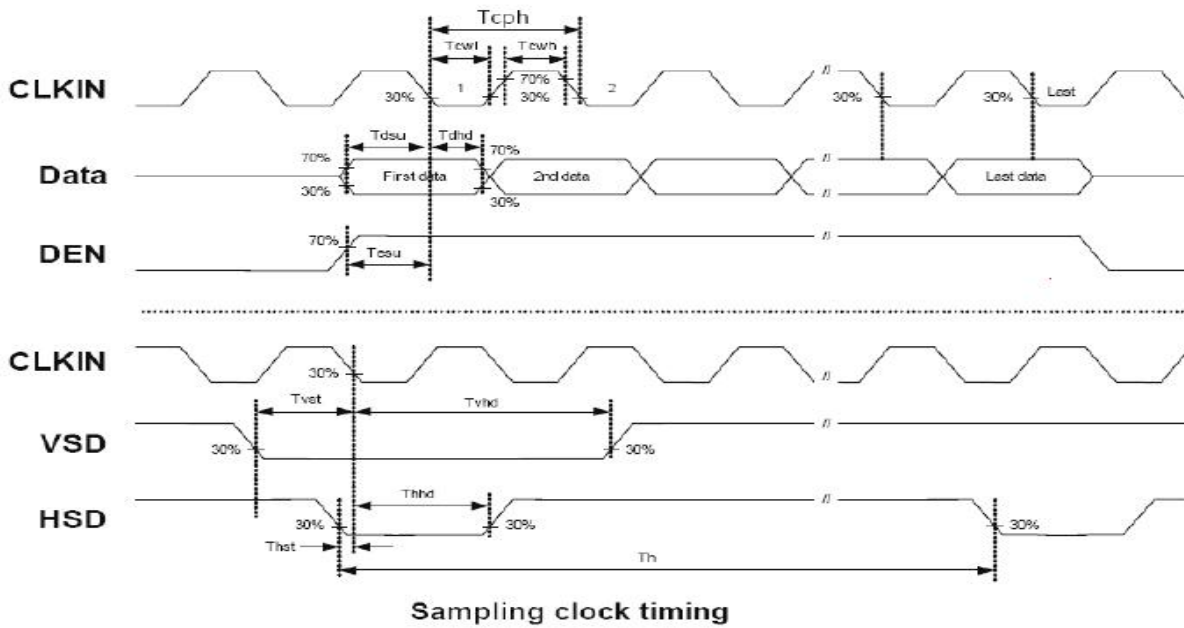 Tcph
Tcwl Tcwh
CLKIN
30% 1 70% 30% 2 30% 30% Last
Tdsu Tdhd
70% 70%
Data First data 2nd data Last data
30% 30%
DEN 70%
Tesu
CLKIN
30%
Tvst Tvhd
VSD
30% 30%
Thhd
HSD
30% 30% 30%
Thst
Th
Sampling clock timing